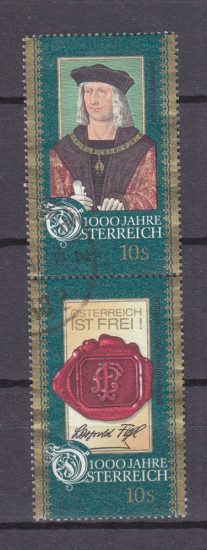 1000 JAHRE
ÖSTERREICH
10s
ÖSTERREICH
IST FREI!
Leopold Figl
1000 JAHRE
ÖSTERREICH
10s